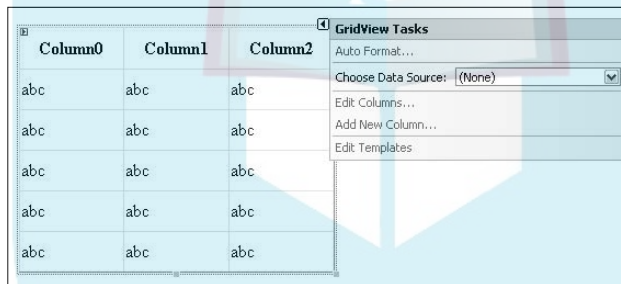 Column0 Column1 Column2
abc abc abc
abc abc abc
abc abc abc
abc abc abc
abc abc abc
GridView Tasks
Auto Format...
Choose Data Source: (None)
Edit Columns...
Add New Column...
Edit Templates